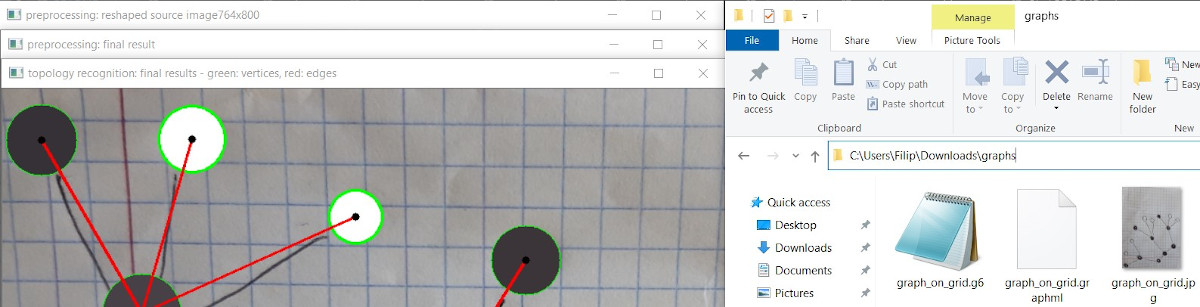 preprocessing: reshaped source image764x800
preprocessing: final result
topology recognition: final results - green: vertices, red: edges
Manage
graphs
File
Home
Share
View
Picture Tools
Pin to Quick
access
Copy
Paste
Cut
Copy path
Paste shortcut
Move
to
Copy
to
Delete
Rename
New
folder
New
Easy
Clipboard
Organize
New
C:\Users\Filip\Downloads\graphs
Quick access
Desktop
Downloads
Documents
Pictures
graph_on_grid.g6
graph_on_grid.gr
aphml
graph_on_grid.jp
g